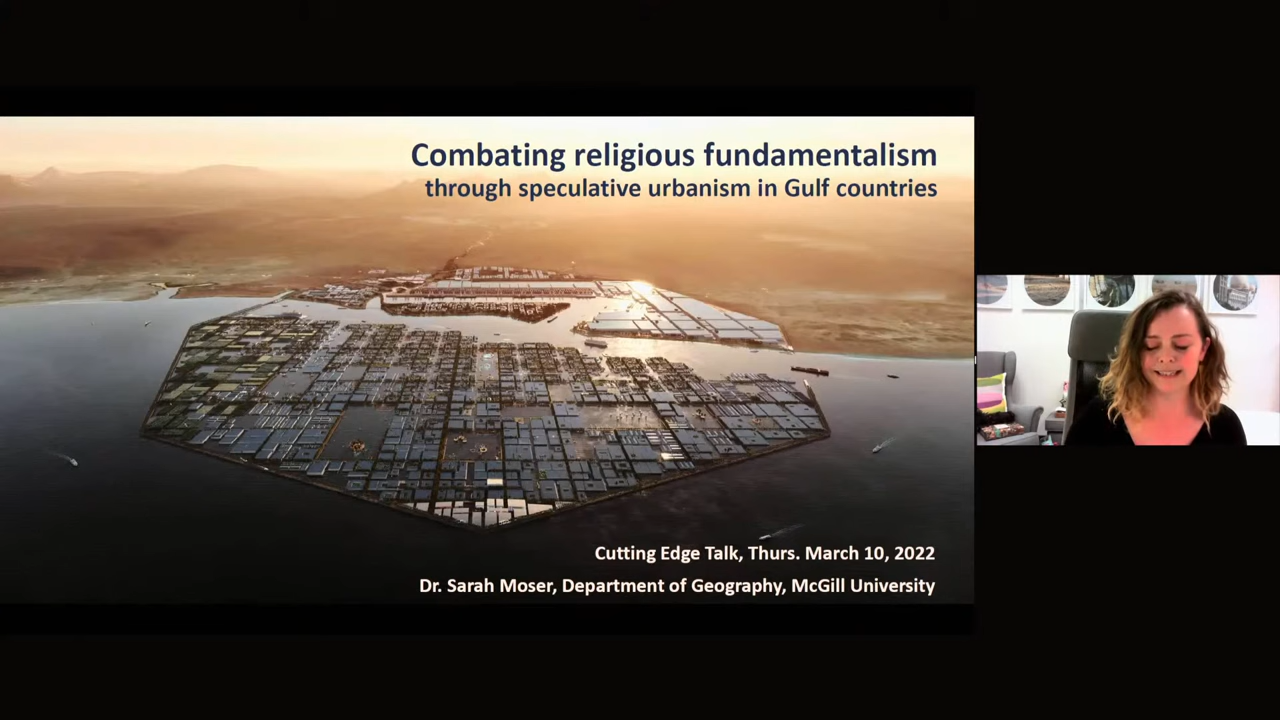 Combating religious fundamentalism
through speculative urbanism in Gulf countries
Cutting Edge Talk, Thurs. March 10, 2022
Dr. Sarah Moser, Department of Geography, McGill University